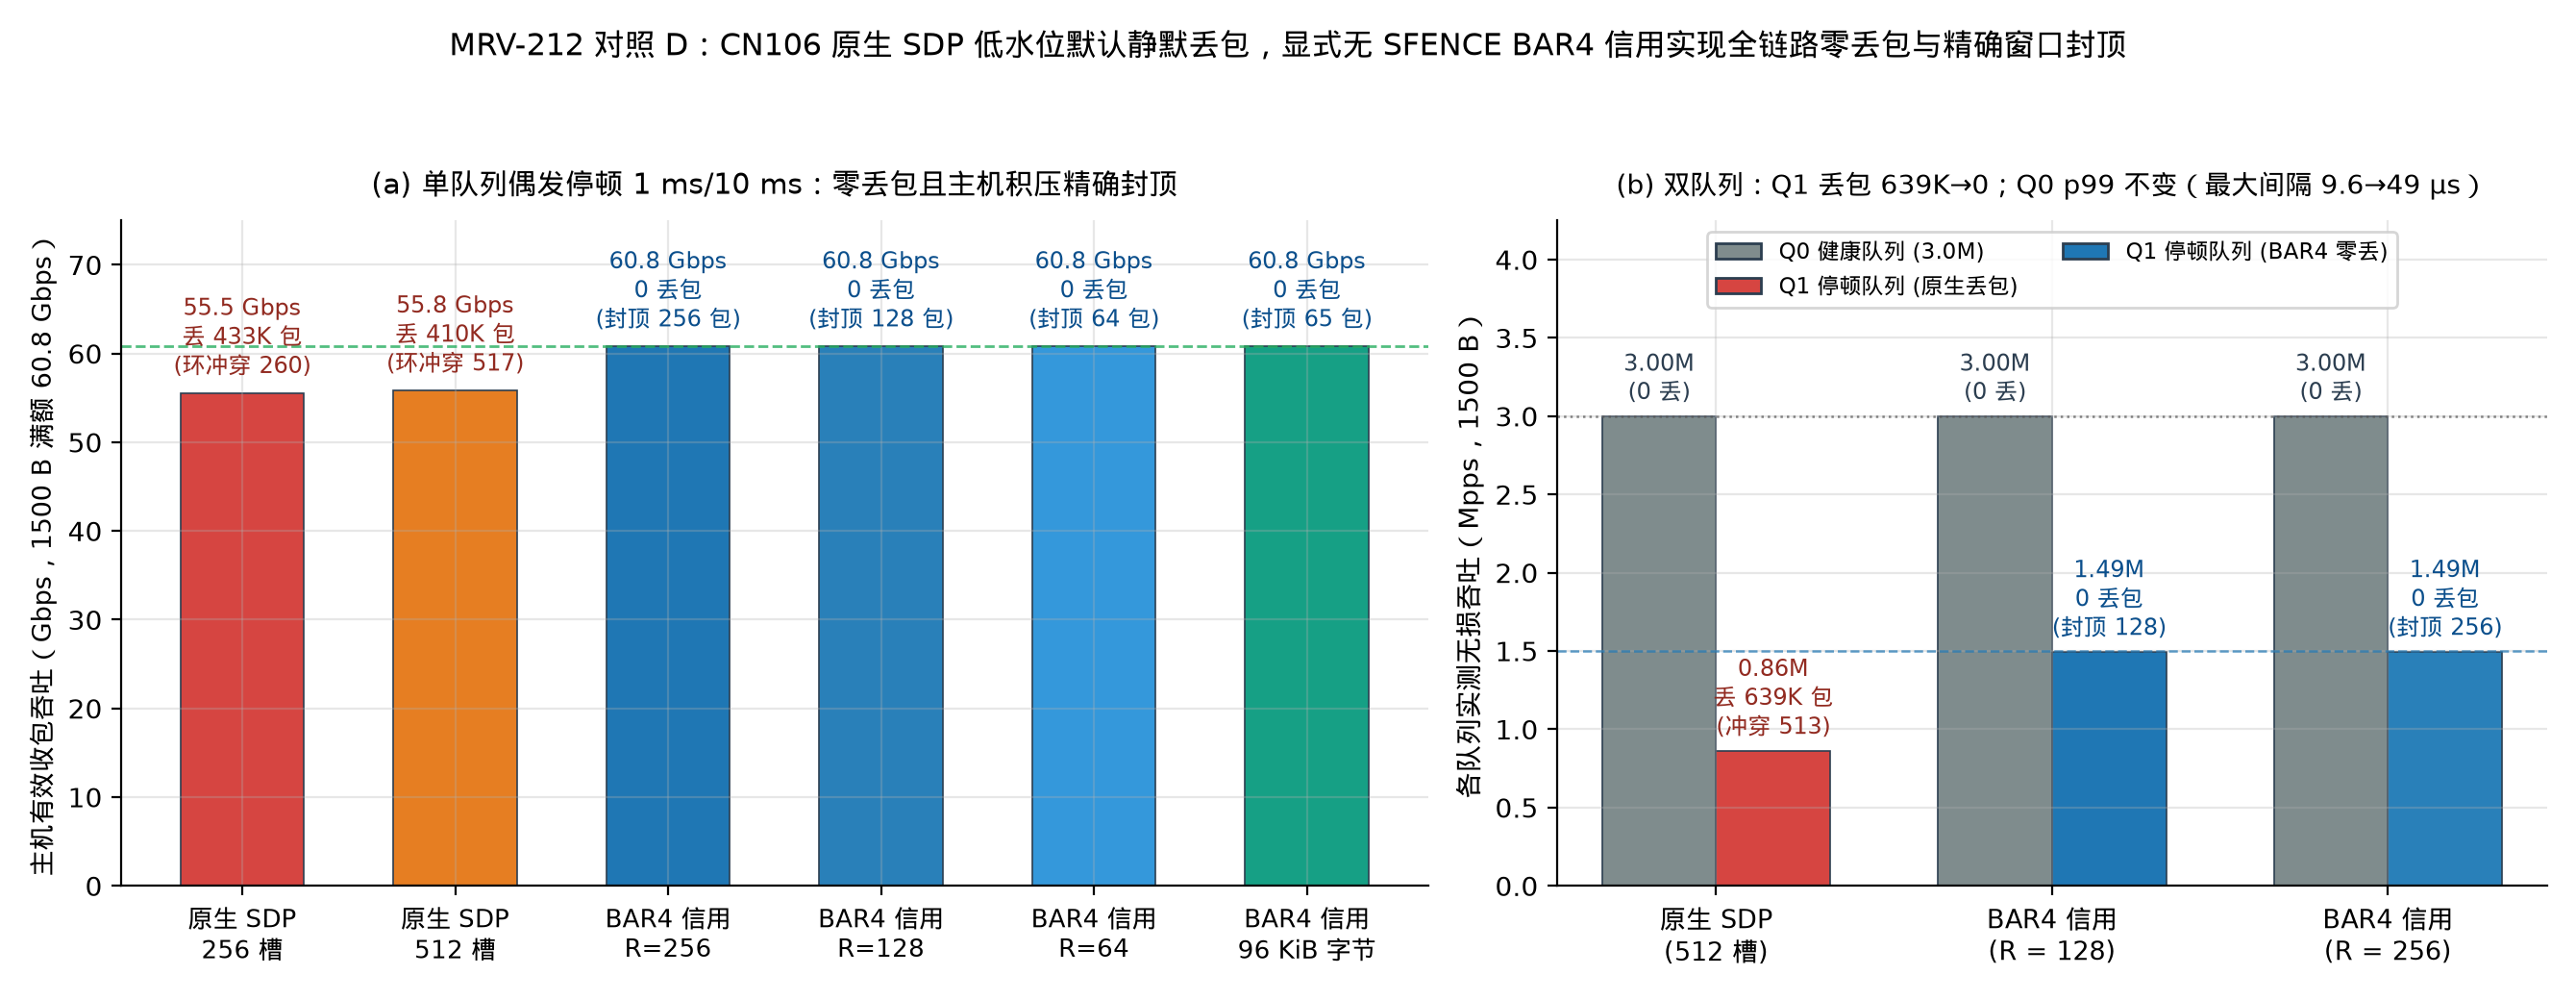 MRV-212 对照 D：CN106 原生 SDP 低水位默认静默丢包，显式无 SFENCE BAR4 信用实现全链路零丢包与精确窗口封顶
(a) 单队列偶发停顿 1 ms/10 ms：零丢包且主机积压精确封顶
主机有效收包吞吐（Gbps，1500 B 满额 60.8 Gbps）
70
60
50
40
30
20
10
0
55.5 Gbps
丢 433K 包
(环冲穿 260)
55.8 Gbps
丢 410K 包
(环冲穿 517)
60.8 Gbps
0 丢包
(封顶 256 包)
60.8 Gbps
0 丢包
(封顶 128 包)
60.8 Gbps
0 丢包
(封顶 64 包)
60.8 Gbps
0 丢包
(封顶 65 包)
原生 SDP
256 槽
原生 SDP
512 槽
BAR4 信用
R=256
BAR4 信用
R=128
BAR4 信用
R=64
BAR4 信用
96 KiB 字节
(b) 双队列：Q1 丢包 639K→0；Q0 p99 不变（最大间隔 9.6→49 μs）
各队列实测无损吞吐（Mpps，1500 B）
4.0
3.5
3.0
2.5
2.0
1.5
1.0
0.5
0.0
Q0 健康队列 (3.0M)
Q1 停顿队列 (原生丢包)
Q1 停顿队列 (BAR4 零丢)
3.00M
(0 丢)
0.86M
丢 639K 包
(冲穿 513)
3.00M
(0 丢)
1.49M
0 丢包
(封顶 128)
3.00M
(0 丢)
1.49M
0 丢包
(封顶 256)
原生 SDP
(512 槽)
BAR4 信用
(R = 128)
BAR4 信用
(R = 256)